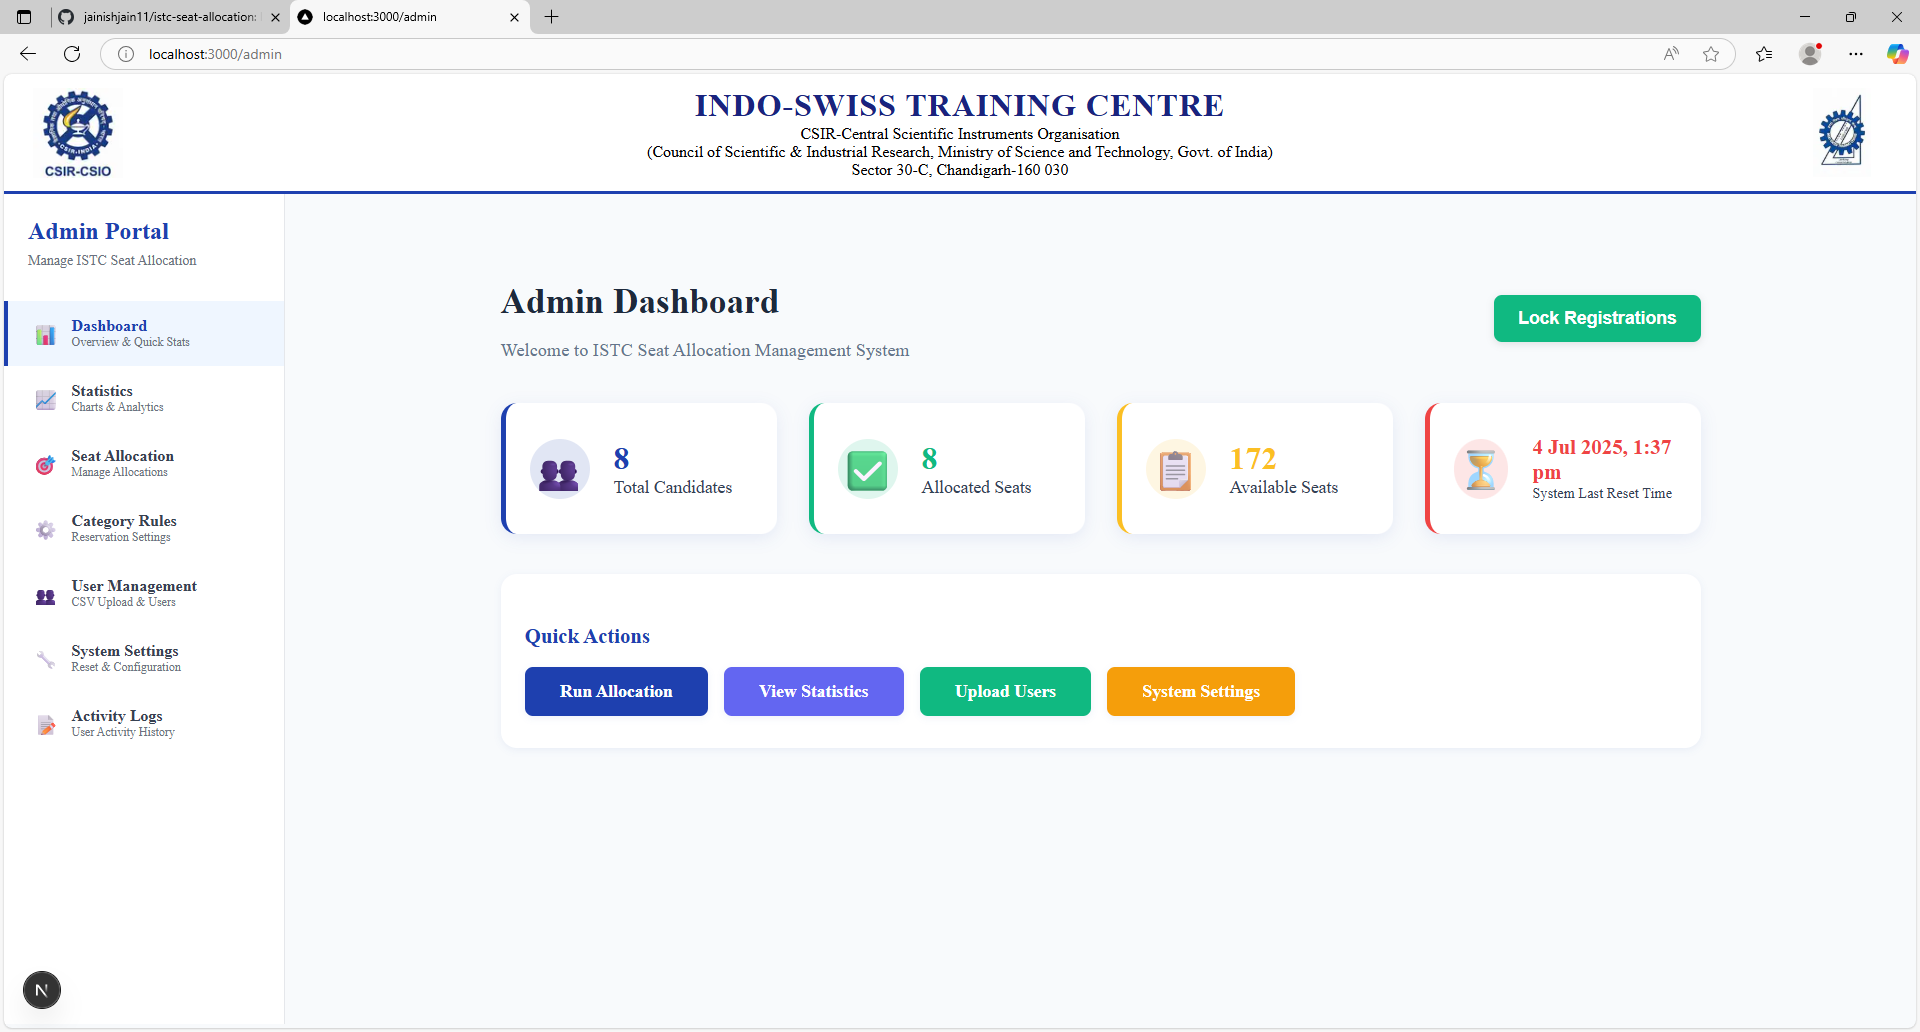 jainishjain11/istc-seat-allocation:
localhost:3000/admin
localhost:3000/admin
CSIR-CSIO
INDO-SWISS TRAINING CENTRE
CSIR-Central Scientific Instruments Organisation
(Council of Scientific & Industrial Research, Ministry of Science and Technology, Govt. of India)
Sector 30-C, Chandigarh-160 030
Admin Portal
Manage ISTC Seat Allocation
Dashboard
Overview & Quick Stats
Statistics
Charts & Analytics
Seat Allocation
Manage Allocations
Category Rules
Reservation Settings
User Management
CSV Upload & Users
System Settings
Reset & Configuration
Activity Logs
User Activity History
N
Admin Dashboard
Welcome to ISTC Seat Allocation Management System
Lock Registrations
8
Total Candidates
8
Allocated Seats
172
Available Seats
4 Jul 2025, 1:37
pm
System Last Reset Time
Quick Actions
Run Allocation
View Statistics
Upload Users
System Settings